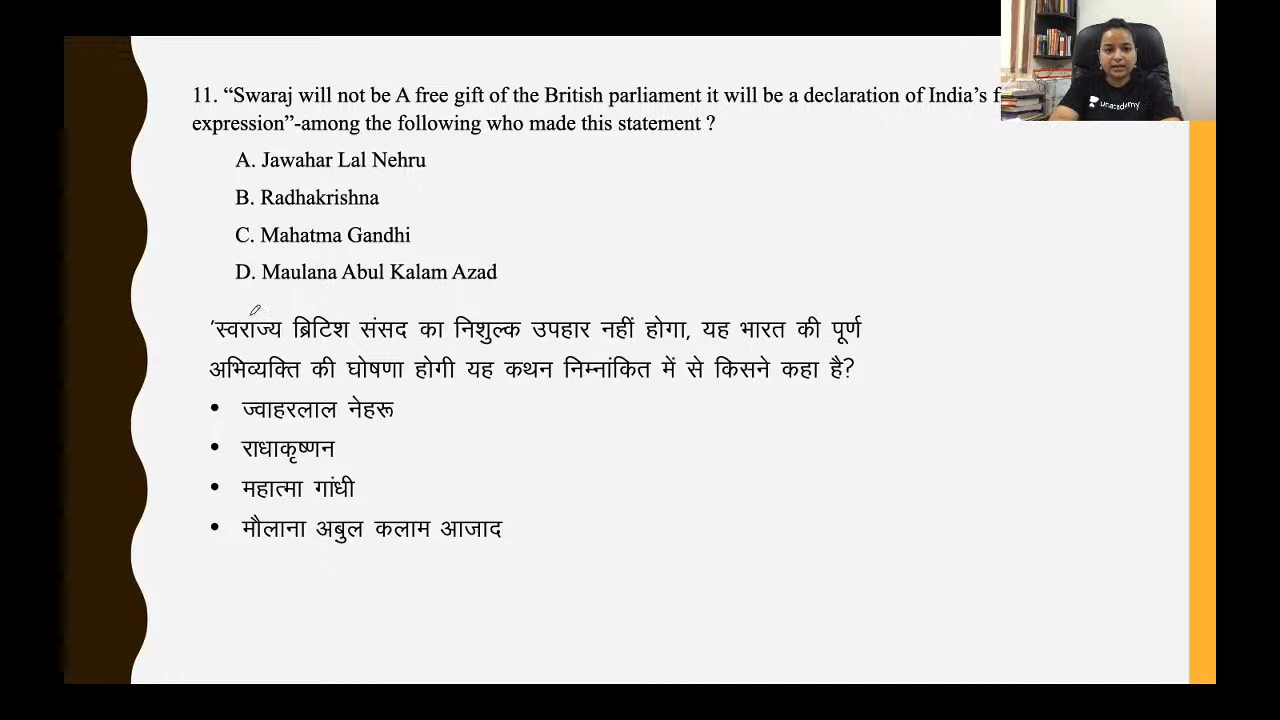 11. “Swaraj will not be A free gift of the British parliament it will be a declaration of India’s
expression”-among the following who made this statement ?
A. Jawahar Lal Nehru
B. Radhakrishna
C. Mahatma Gandhi
D. Maulana Abul Kalam Azad
'स्वराज्य ब्रिटिश संसद का निशुल्क उपहार नहीं होगा, यह भारत की पूर्ण
अभिव्यक्ति की घोषणा होगी यह कथन निम्नांकित में से किसने कहा है?
• ज्वाहरलाल नेहरू
• राधाकृष्णन
• महात्मा गांधी
• मौलाना अबुल कलाम आजाद
unacademy